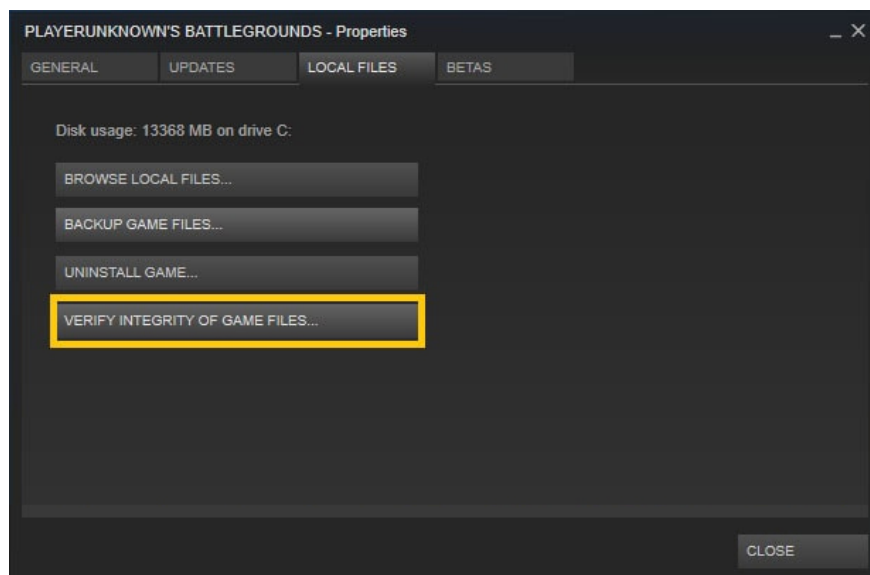 PLAYERUNKNOWN'S BATTLEGROUNDS - Properties
GENERAL UPDATES LOCAL FILES BETAS
Disk usage: 13368 MB on drive C:
BROWSE LOCAL FILES...
BACKUP GAME FILES...
UNINSTALL GAME...
VERIFY INTEGRITY OF GAME FILES...
CLOSE